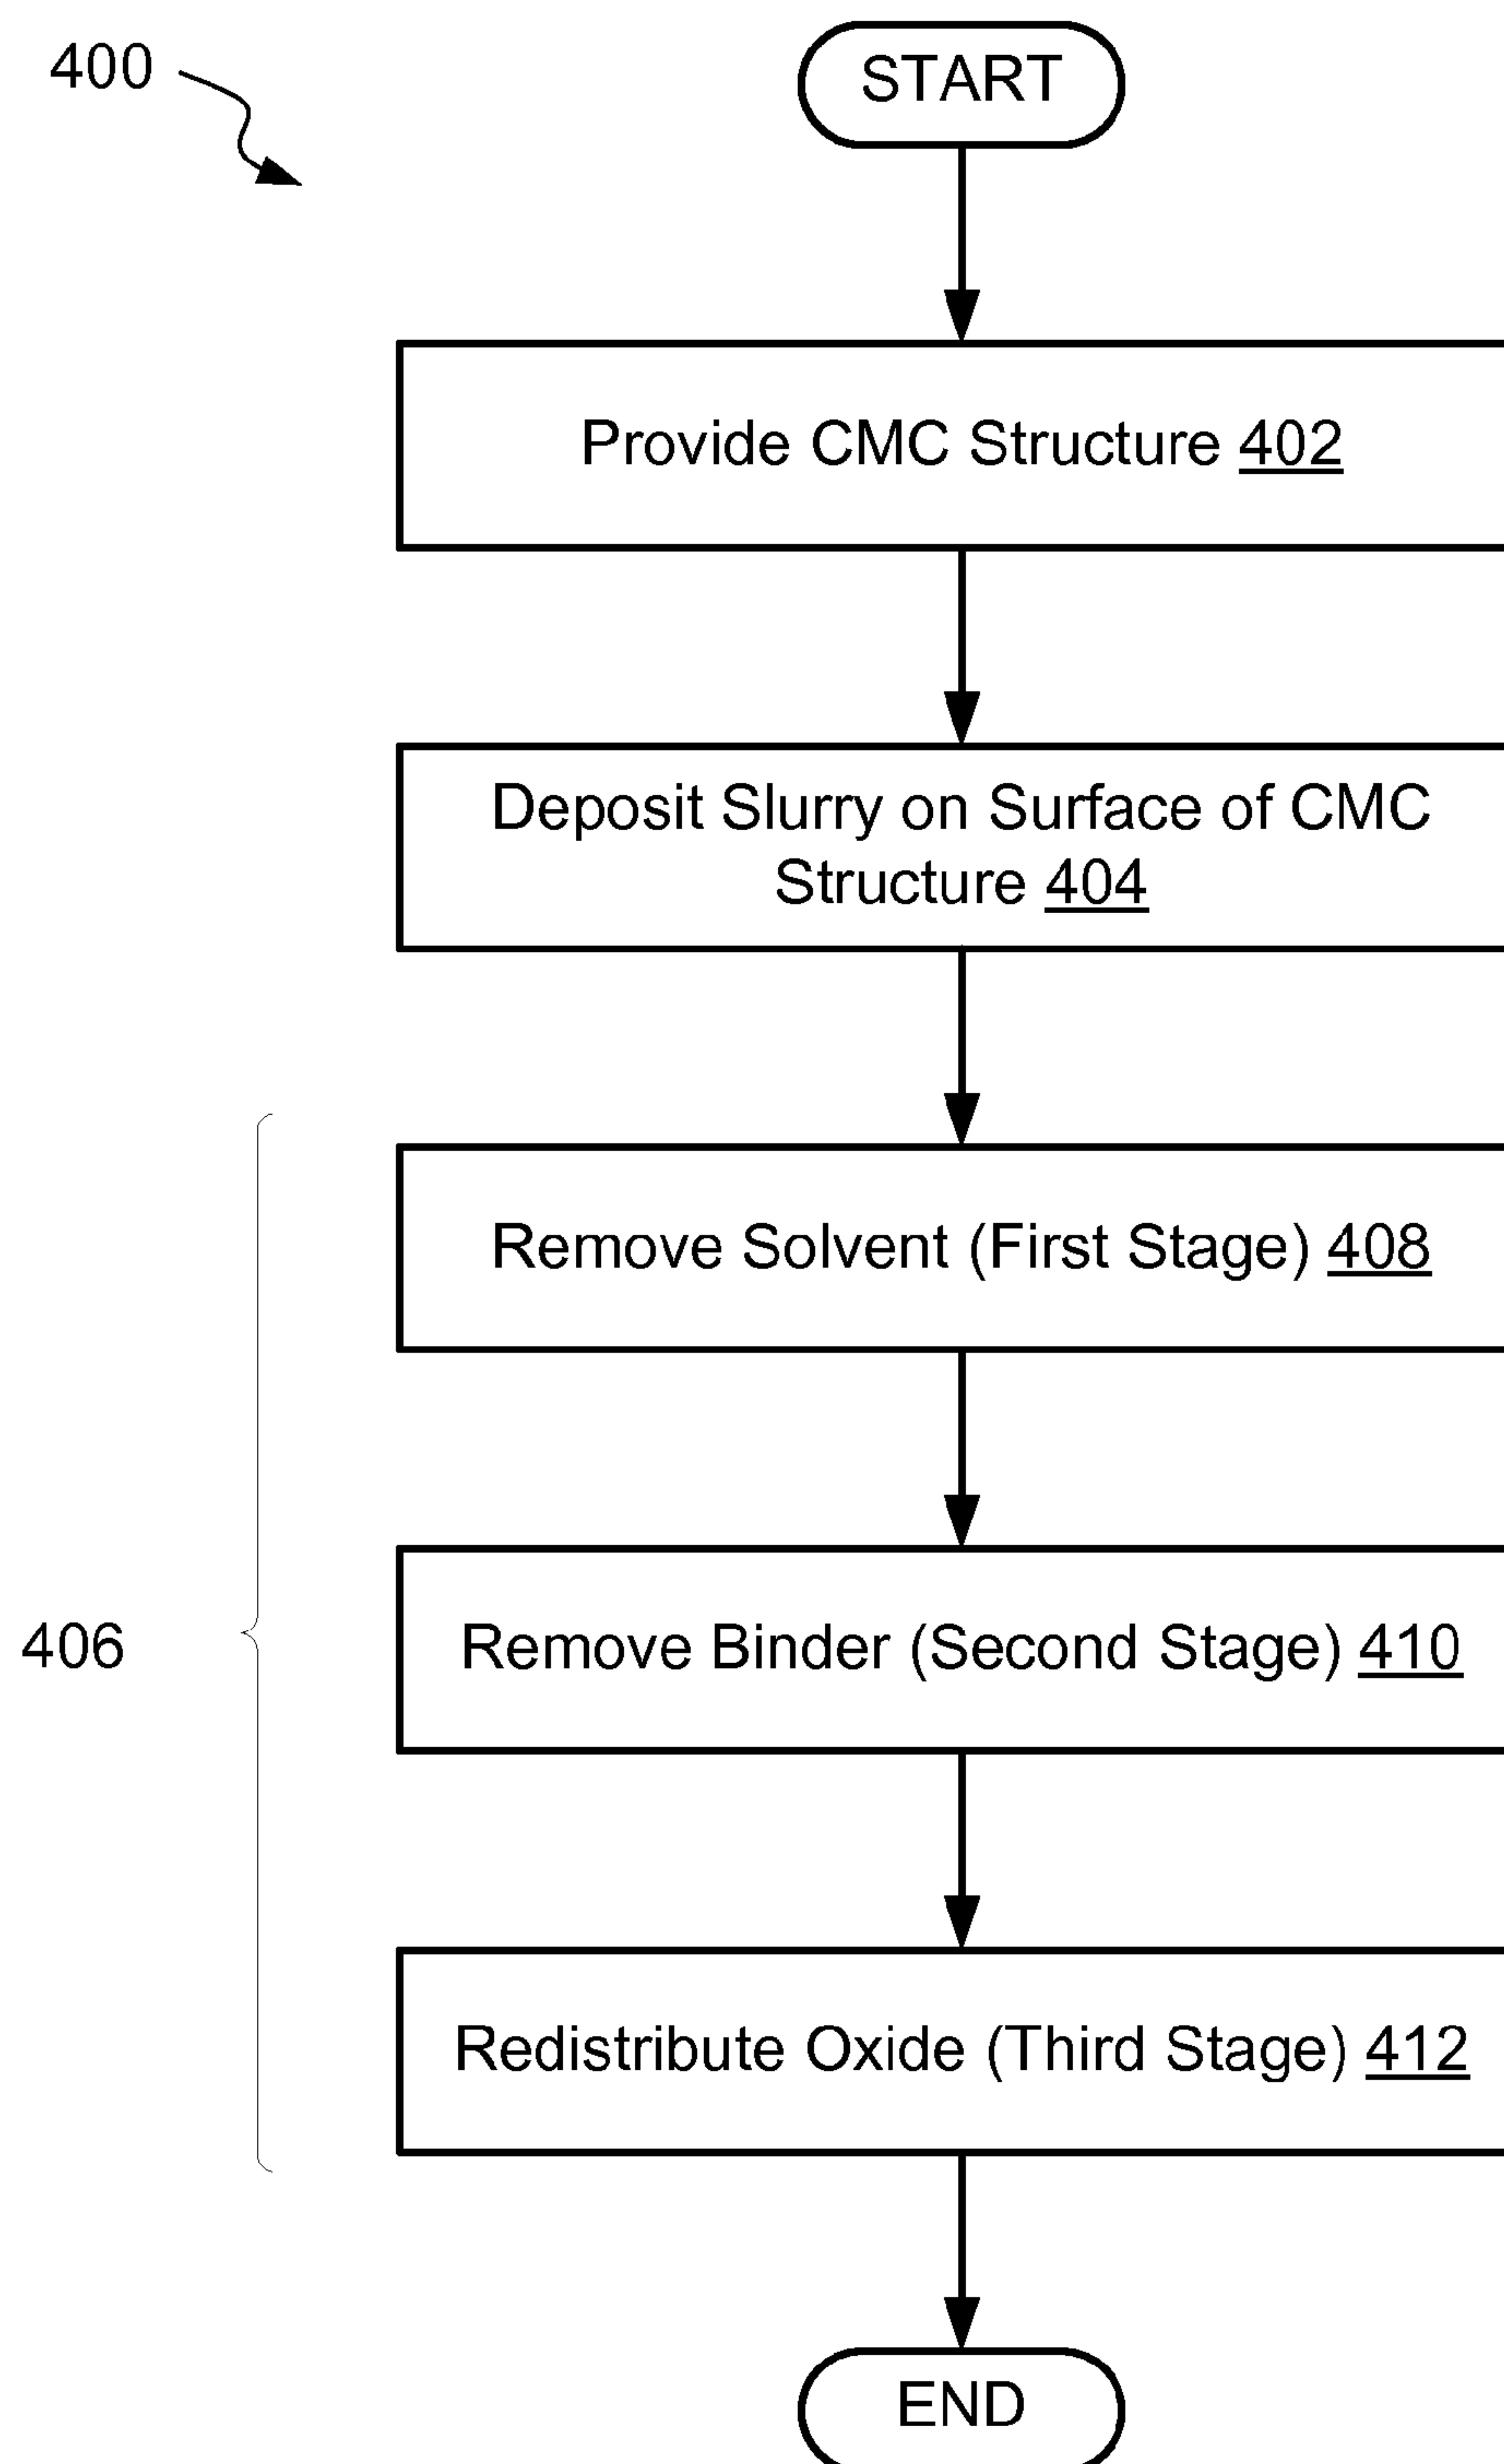 400
START
Provide CMC Structure 402
Deposit Slurry on Surface of CMC
Structure 404
Remove Solvent (First Stage) 408
406
Remove Binder (Second Stage) 410
Redistribute Oxide (Third Stage) 412
END